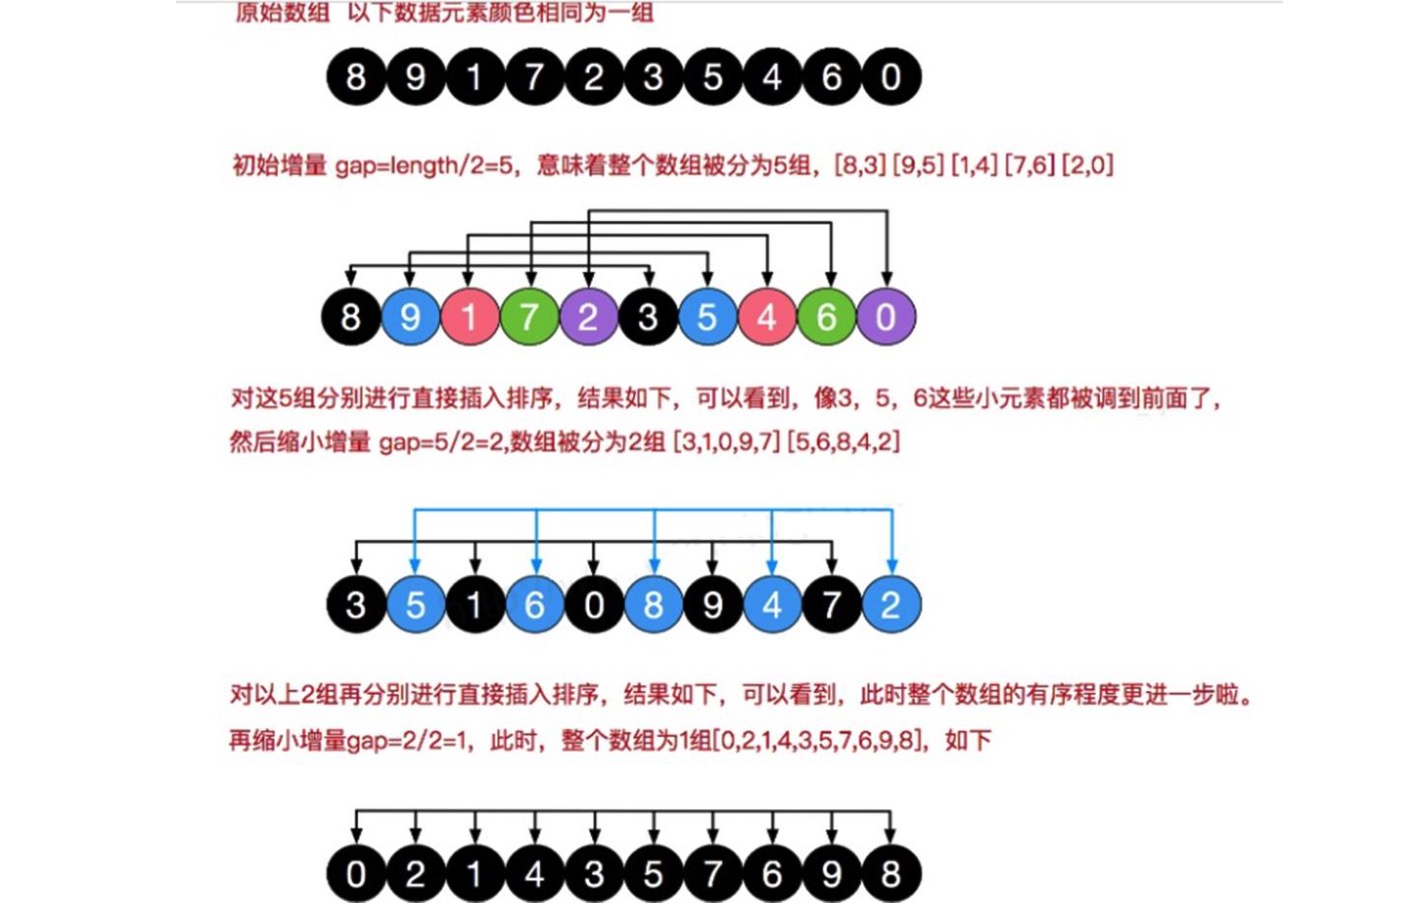 原始数组 以下数据元素颜色相同为一组
8 9 1 7 2 3 5 4 6 0
初始增量 gap=length/2=5，意味着整个数组被分为5组，[8,3] [9,5] [1,4] [7,6] [2,0]
8 9 1 7 2 3 5 4 6 0
对这5组分别进行直接插入排序，结果如下，可以看到，像3，5，6这些小元素都被调到前面了，
然后缩小增量 gap=5/2=2,数组被分为2组 [3,1,0,9,7] [5,6,8,4,2]
3 5 1 6 0 8 9 4 7 2
对以上2组再分别进行直接插入排序，结果如下，可以看到，此时整个数组的有序程度更进一步啦。
再缩小增量gap=2/2=1，此时，整个数组为1组[0,2,1,4,3,5,7,6,9,8]，如下
0 2 1 4 3 5 7 6 9 8